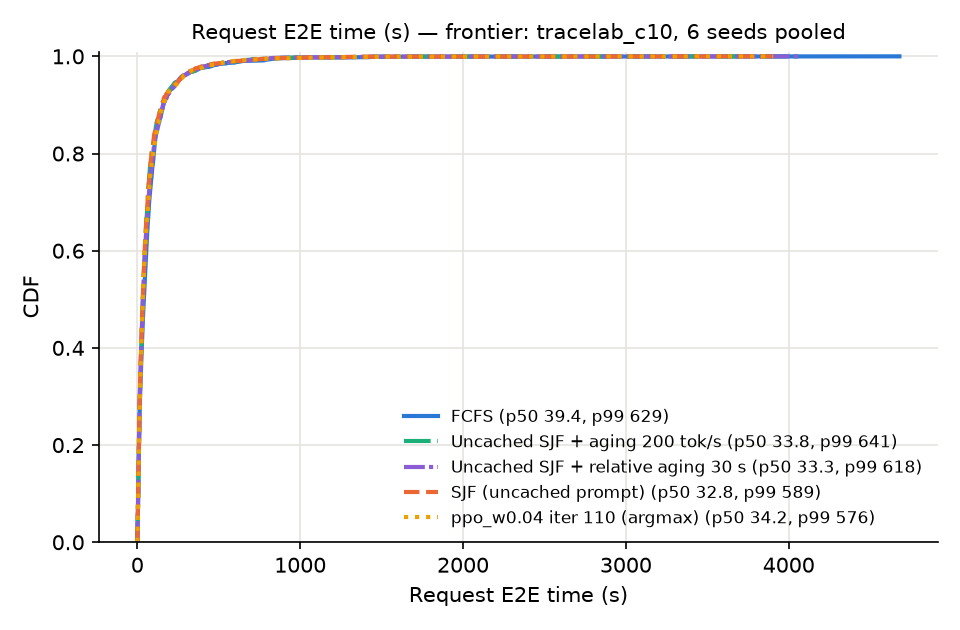 Request E2E time (s) — frontier: tracelab_c10, 6 seeds pooled
1.0
0.8
0.6
0.4
0.2
0.0
CDF
FCFS (p50 39.4, p99 629)
Uncached SJF + aging 200 tok/s (p50 33.8, p99 641)
Uncached SJF + relative aging 30 s (p50 33.3, p99 618)
SJF (uncached prompt) (p50 32.8, p99 589)
ppo_w0.04 iter 110 (argmax) (p50 34.2, p99 576)
0 1000 2000 3000 4000
Request E2E time (s)